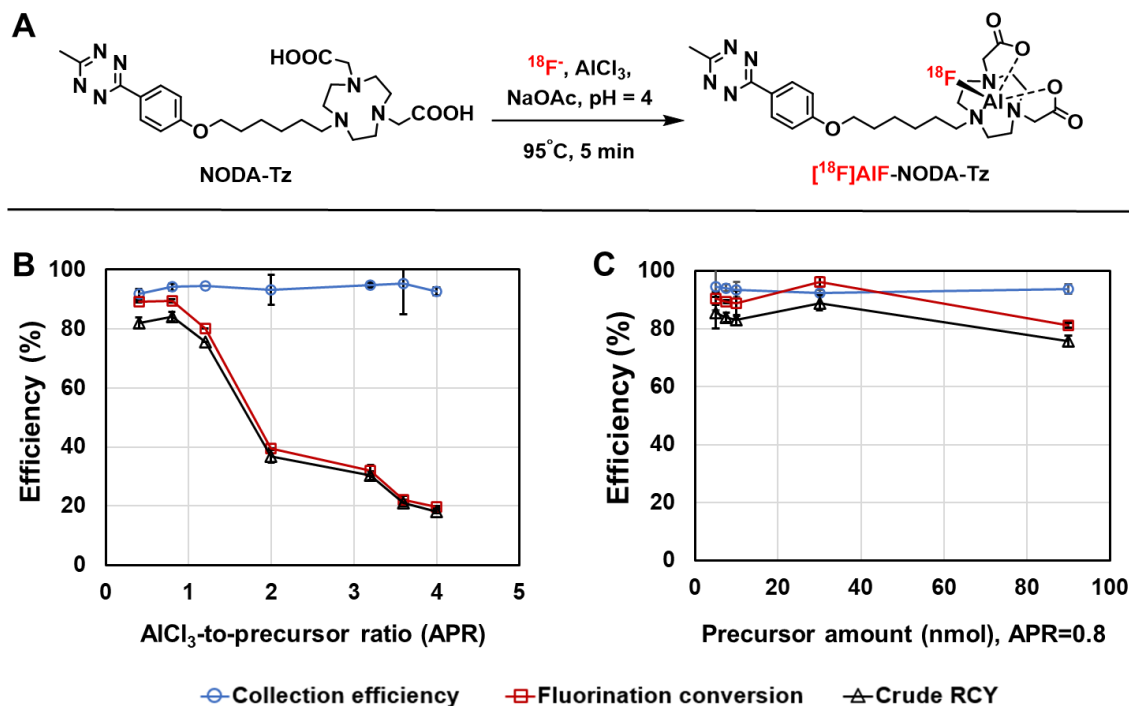 A
HOOC
N N
N N
COOH
N N
N
O
NODA-Tz
18F-, AlCl3,
NaOAc, pH = 4
95°C, 5 min
O
O
18F
N
Al
O
N N
O
N N
N N
O
[18F]AlF-NODA-Tz
B
Efficiency (%)
100
80
60
40
20
0
0 1 2 3 4 5
AlCl3-to-precursor ratio (APR)
C
Efficiency (%)
100
80
60
40
20
0
0 20 40 60 80 100
Precursor amount (nmol), APR=0.8
Collection efficiency Fluorination conversion Crude RCY